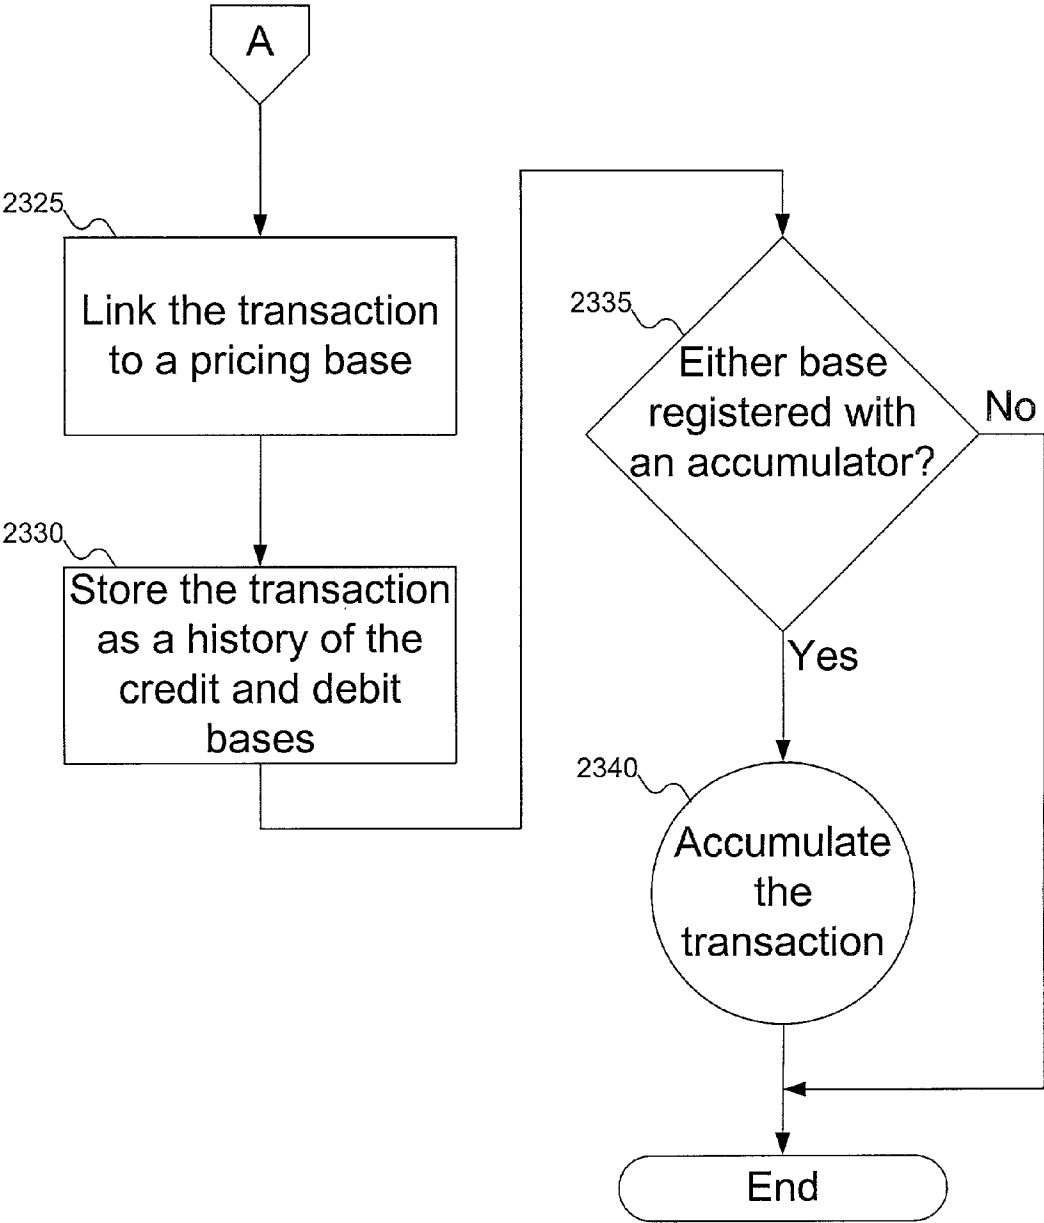 A
2325
Link the transaction
to a pricing base
2330
Store the transaction
as a history of the
credit and debit
bases
2335
Either base
registered with
an accumulator?
No
Yes
2340
Accumulate
the
transaction
End